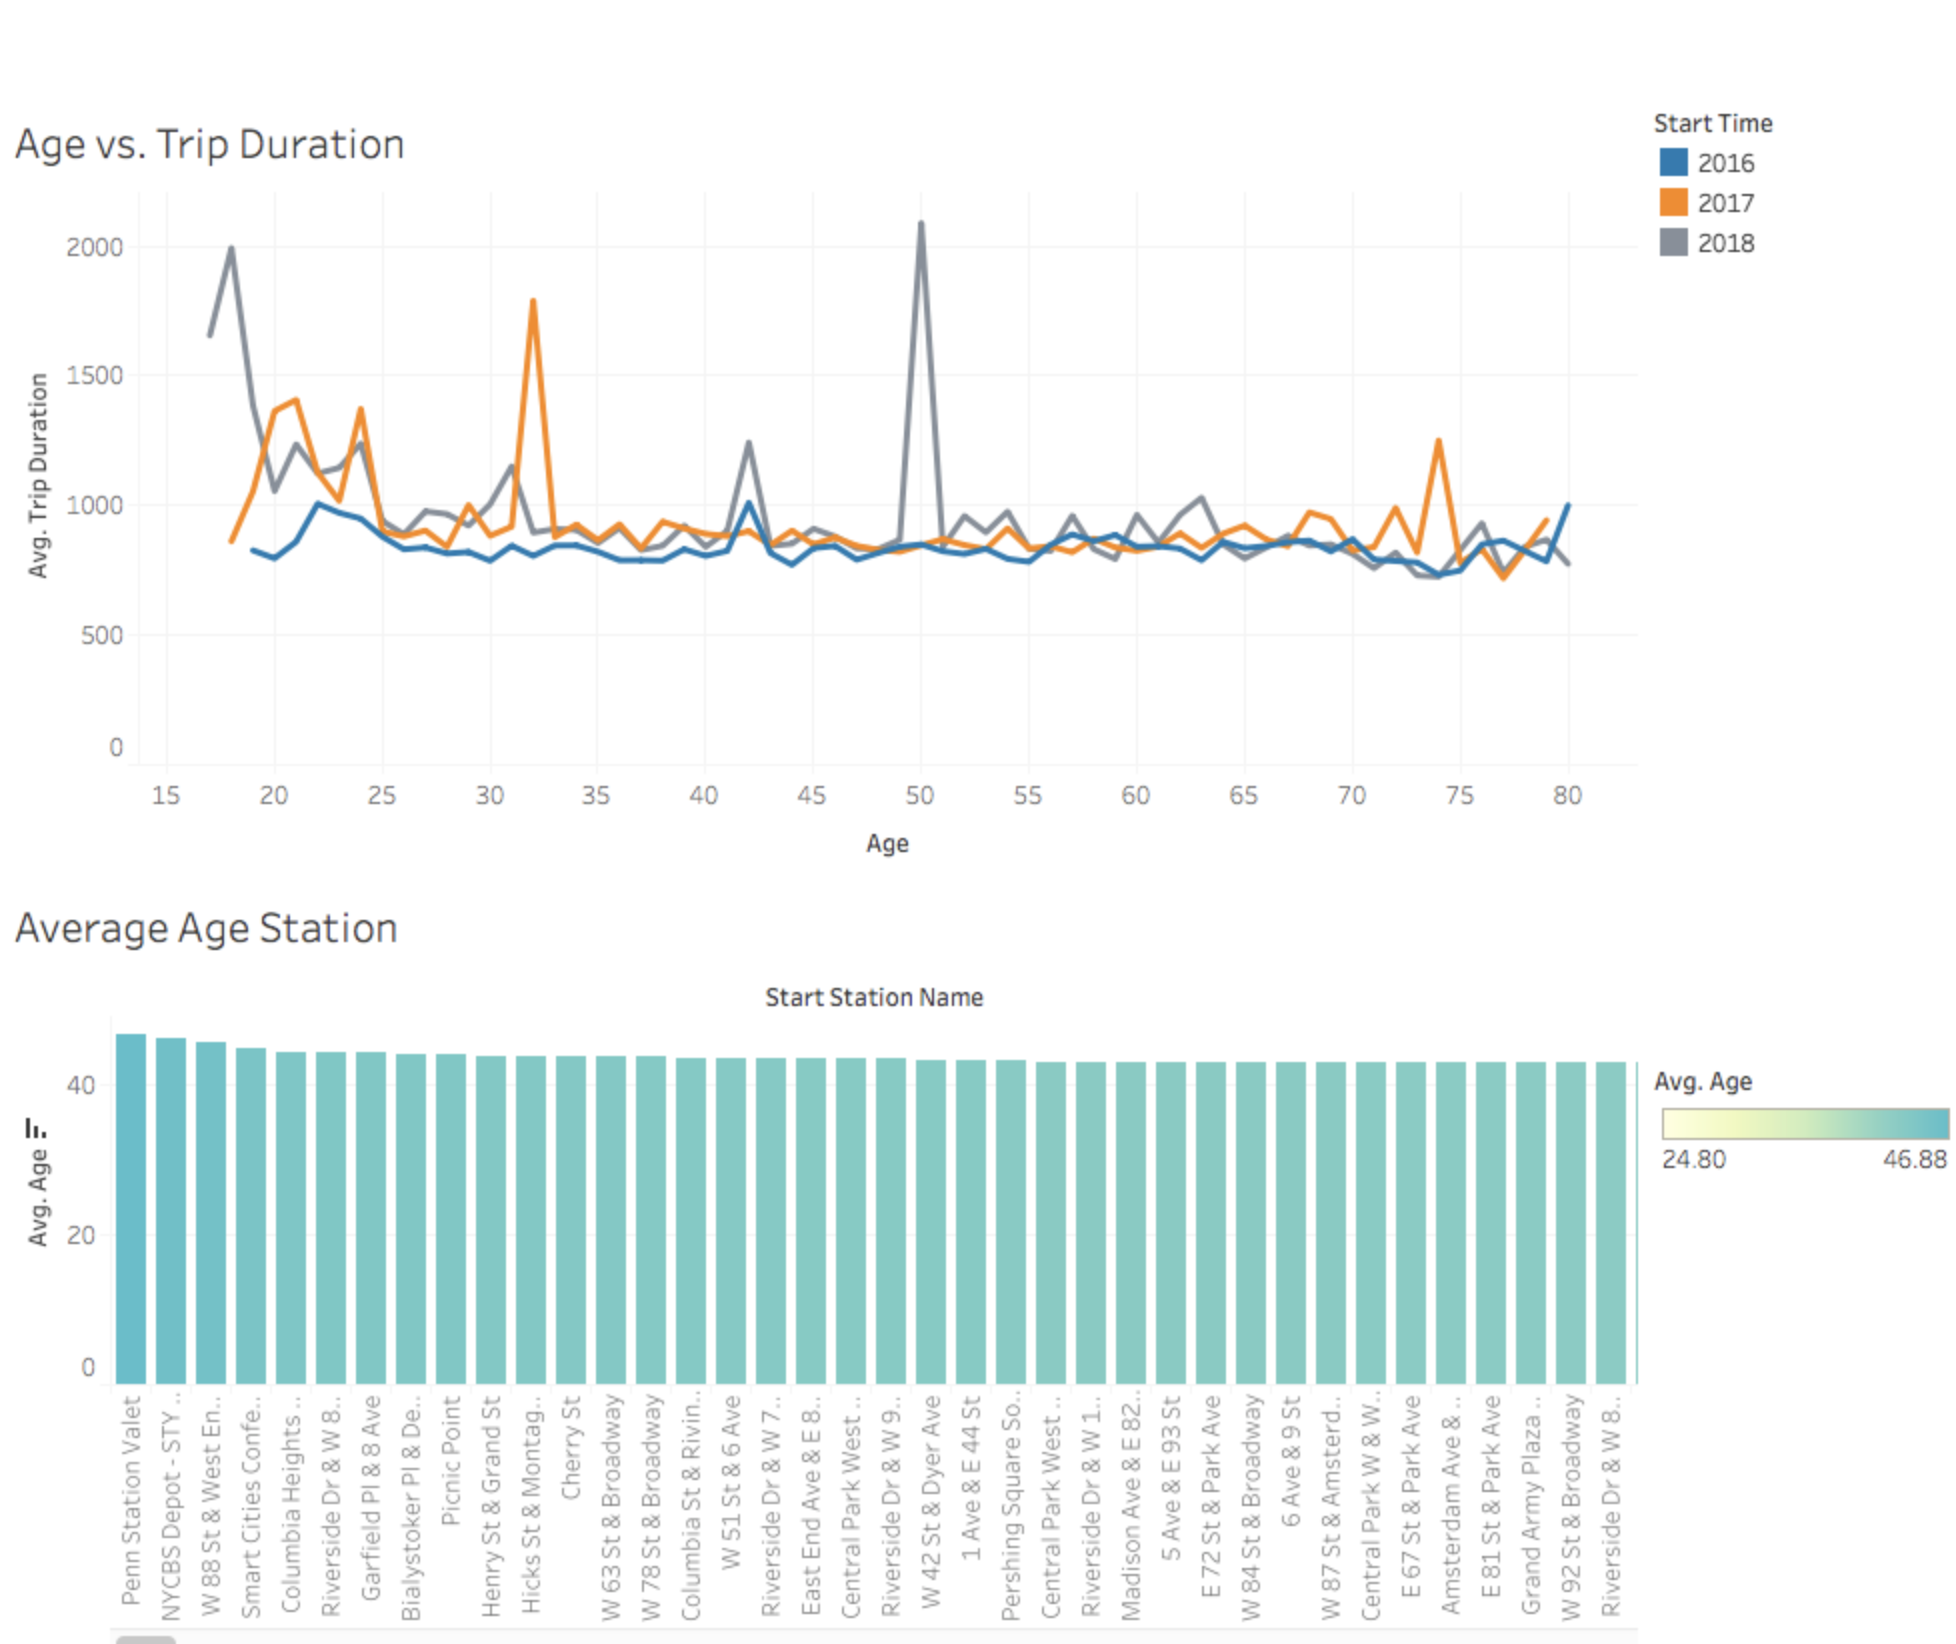 Age vs. Trip Duration
Start Time
2016
2017
2018
Avg. Trip Duration
2000
1500
1000
500
0
15 20 25 30 35 40 45 50 55 60 65 70 75 80
Age
Average Age Station
Start Station Name
Avg. Age
40
20
0
Avg. Age
24.80 46.88
Penn Station Valet
NYCBS Depot - STY ..
W 88 St & West En..
Smart Cities Confe..
Columbia Heights ..
Riverside Dr & W 8..
Garfield Pl & 8 Ave
Bialystoker Pl & De..
Picnic Point
Henry St & Grand St
Hicks St & Montag..
Cherry St
W 63 St & Broadway
W 78 St & Broadway
Columbia St & Rivin..
W 51 St & 6 Ave
Riverside Dr & W 7..
East End Ave & E 8..
Central Park West ..
Riverside Dr & W 9..
W 42 St & Dyer Ave
1 Ave & E 44 St
Pershing Square So..
Central Park West ..
Riverside Dr & W 1..
Madison Ave & E 82..
5 Ave & E 93 St
E 72 St & Park Ave
W 84 St & Broadway
6 Ave & 9 St
W 87 St & Amsterd..
Central Park W & W..
E 67 St & Park Ave
Amsterdam Ave & ..
E 81 St & Park Ave
Grand Army Plaza ..
W 92 St & Broadway
Riverside Dr & W 8..